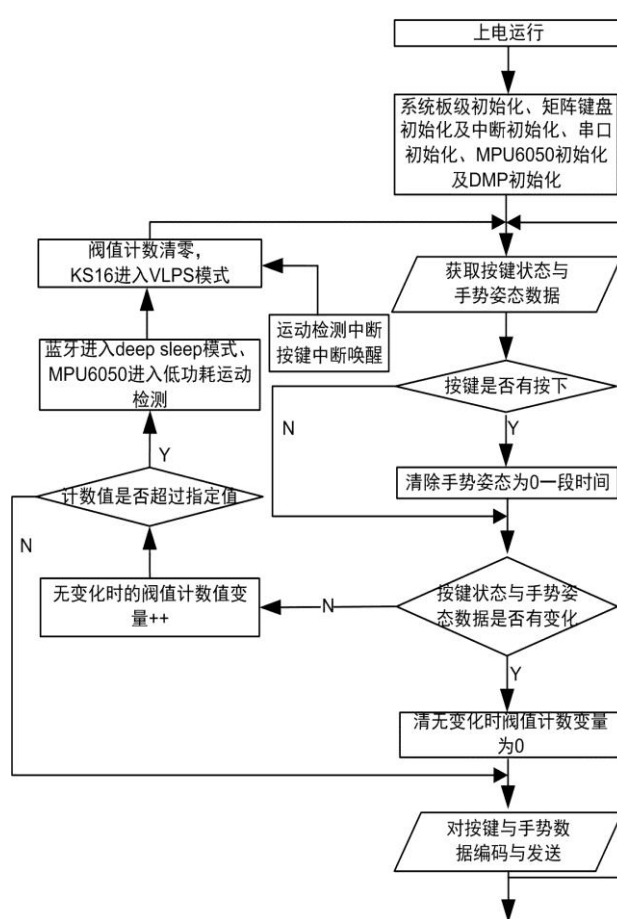 上电运行
系统板级初始化、矩阵键盘
初始化及中断初始化、串口
初始化、MPU6050初始化
及DMP初始化
阀值计数清零，
KS16进入VLPS模式
获取按键状态与
手势姿态数据
运动检测中断
按键中断唤醒
蓝牙进入deep sleep模式、
MPU6050进入低功耗运动
检测
按键是否有按下
N
Y
Y
清除手势姿态为0一段时间
计数值是否超过指定值
N
按键状态与手势姿
态数据是否有变化
无变化时的阀值计数值变
量++
N
Y
清无变化时阀值计数变量
为0
对按键与手势数
据编码与发送